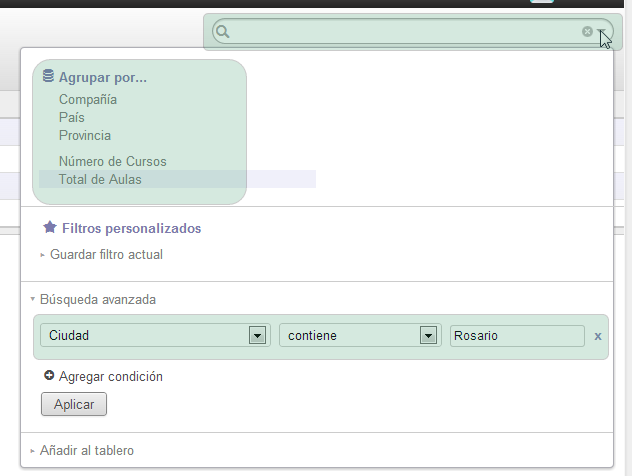 Agrupar por...
Compañía
País
Provincia
Número de Cursos
Total de Aulas
Filtros personalizados
Guardar filtro actual
Búsqueda avanzada
Ciudad contiene Rosario x
Agregar condición
Aplicar
Añadir al tablero